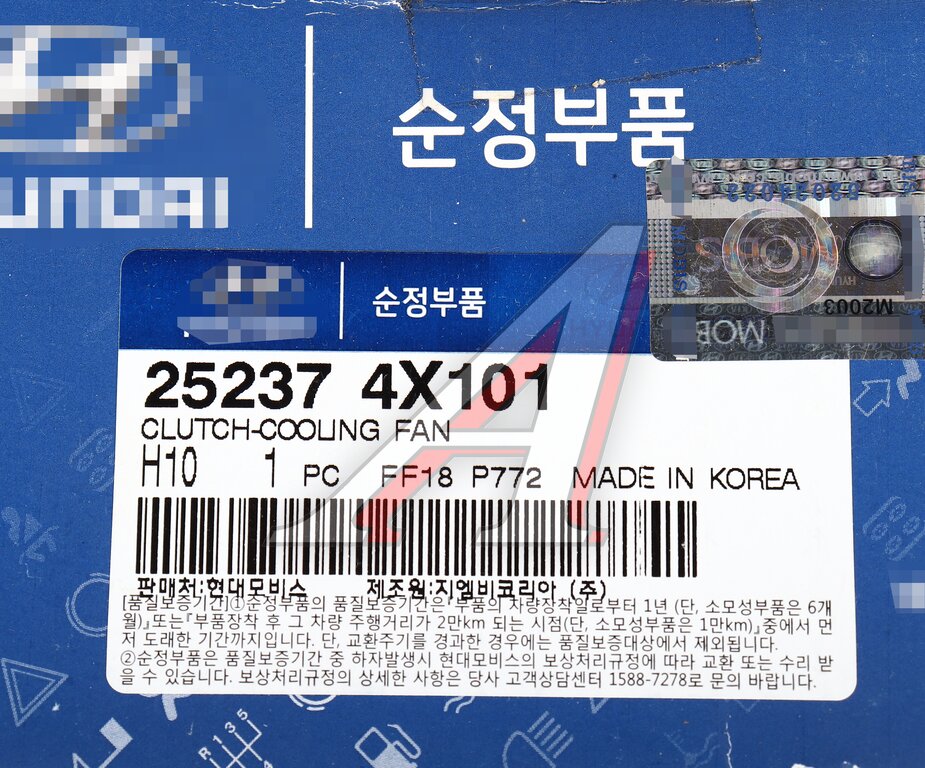 순정부품
HYUNDAI
M20U3
MOB
순정부품
25237 4X101
CLUTCH-COOLING FAN
H10 1 PC FF18 P772 MADE IN KOREA
판매처:현대모비스 제조원:지엘비코리아 (주)
[품질보증기간]①순정부품의 품질보증기간은『부품의 차량장착일로부터 1년 (단, 소모성부품은 6개
월)』또는『부품장착 후 그 차량 주행거리가 2만km 되는 시점(단, 소모성부품은 1만km)』중에서 먼
저 도래한 기간까지입니다. 단, 교환주기를 경과한 경우에는 품질보증대상에서 제외됩니다.
②순정부품은 품질보증기간 중 하자발생시 현대모비스의 보상처리규정에 따라 교환 또는 수리 받
을 수 있습니다. 보상처리규정의 상세한 사항은 당사 고객상담센터 1588-7278로 문의 바랍니다.